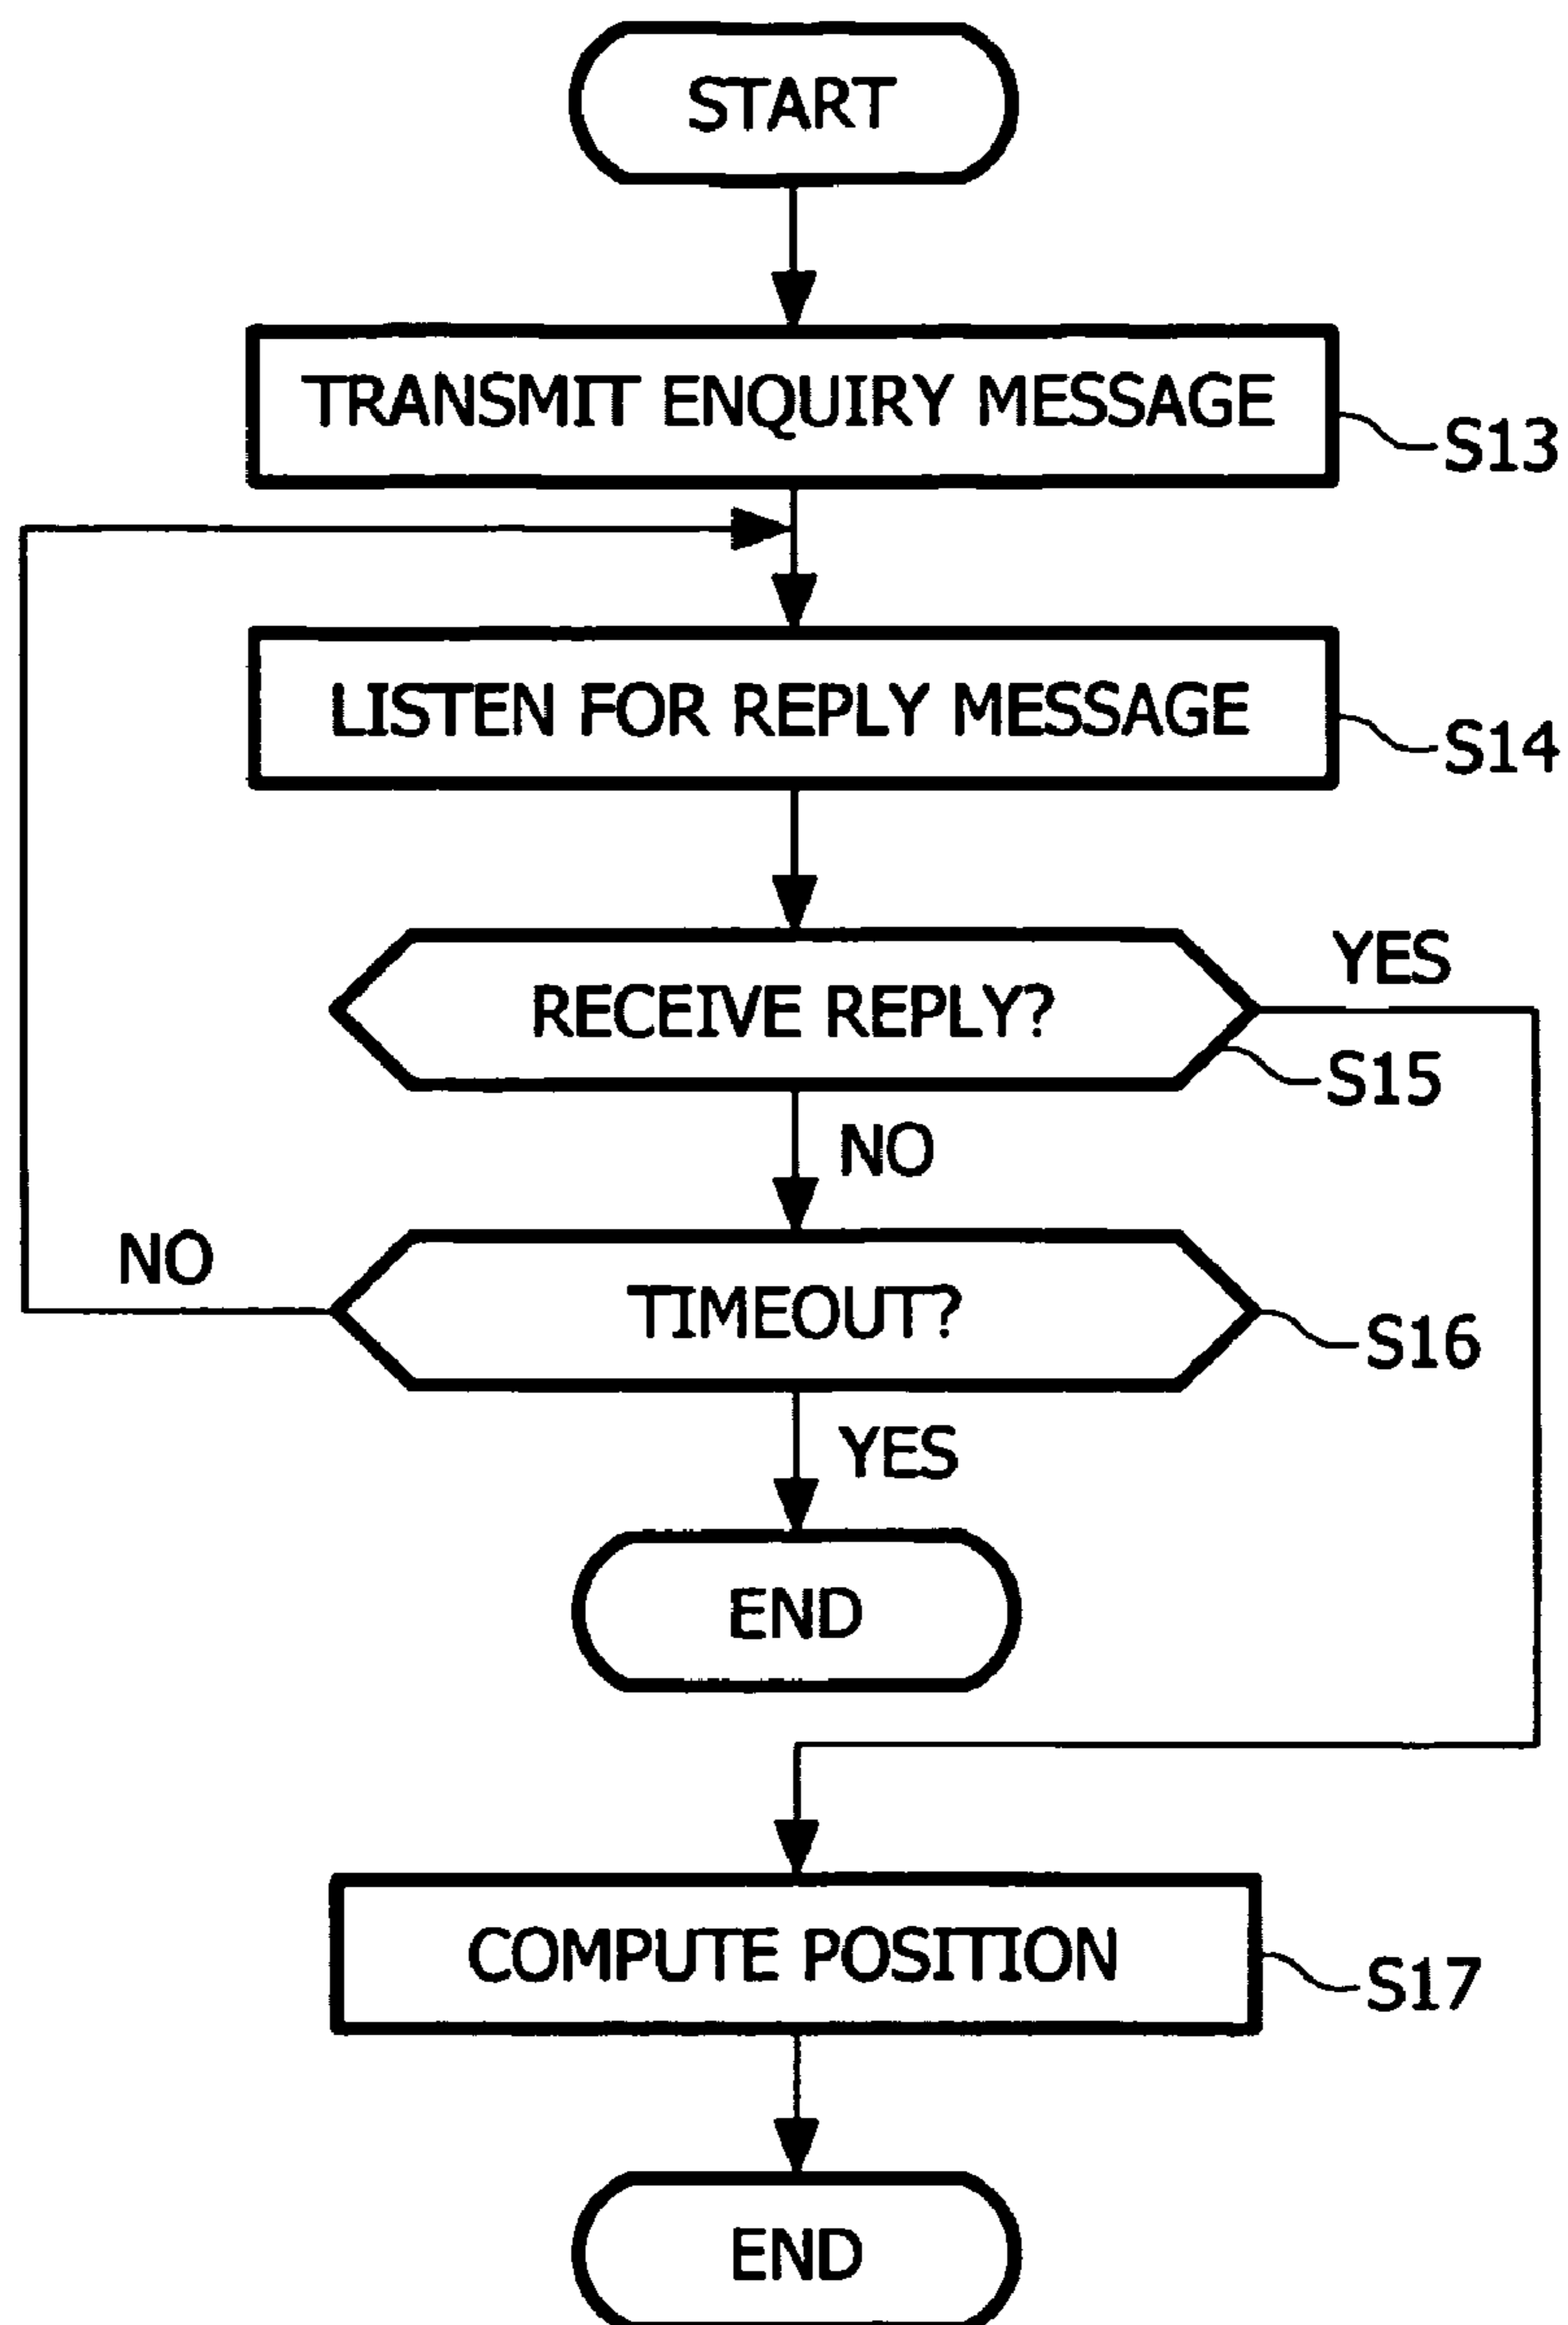 START
TRANSMIT ENQUIRY MESSAGE
S13
LISTEN FOR REPLY MESSAGE
S14
YES
RECEIVE REPLY?
S15
NO
NO
TIMEOUT?
S16
YES
END
COMPUTE POSITION
S17
END